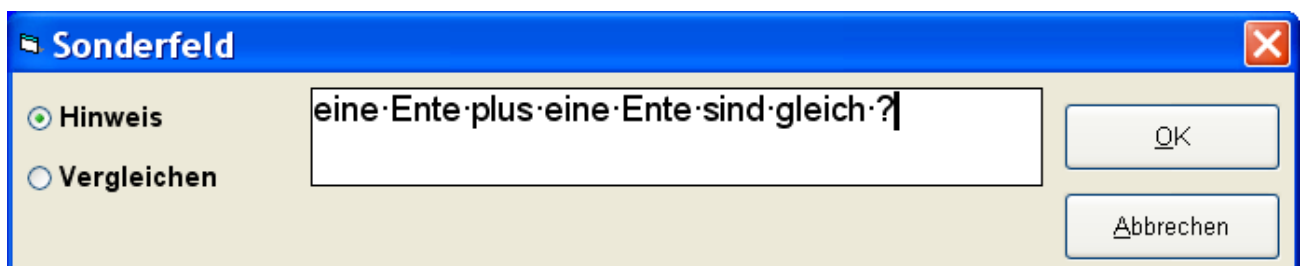 Sonderfeld
Hinweis
eine·Ente·plus·eine·Ente·sind·gleich·?
OK
Vergleichen
Abbrechen